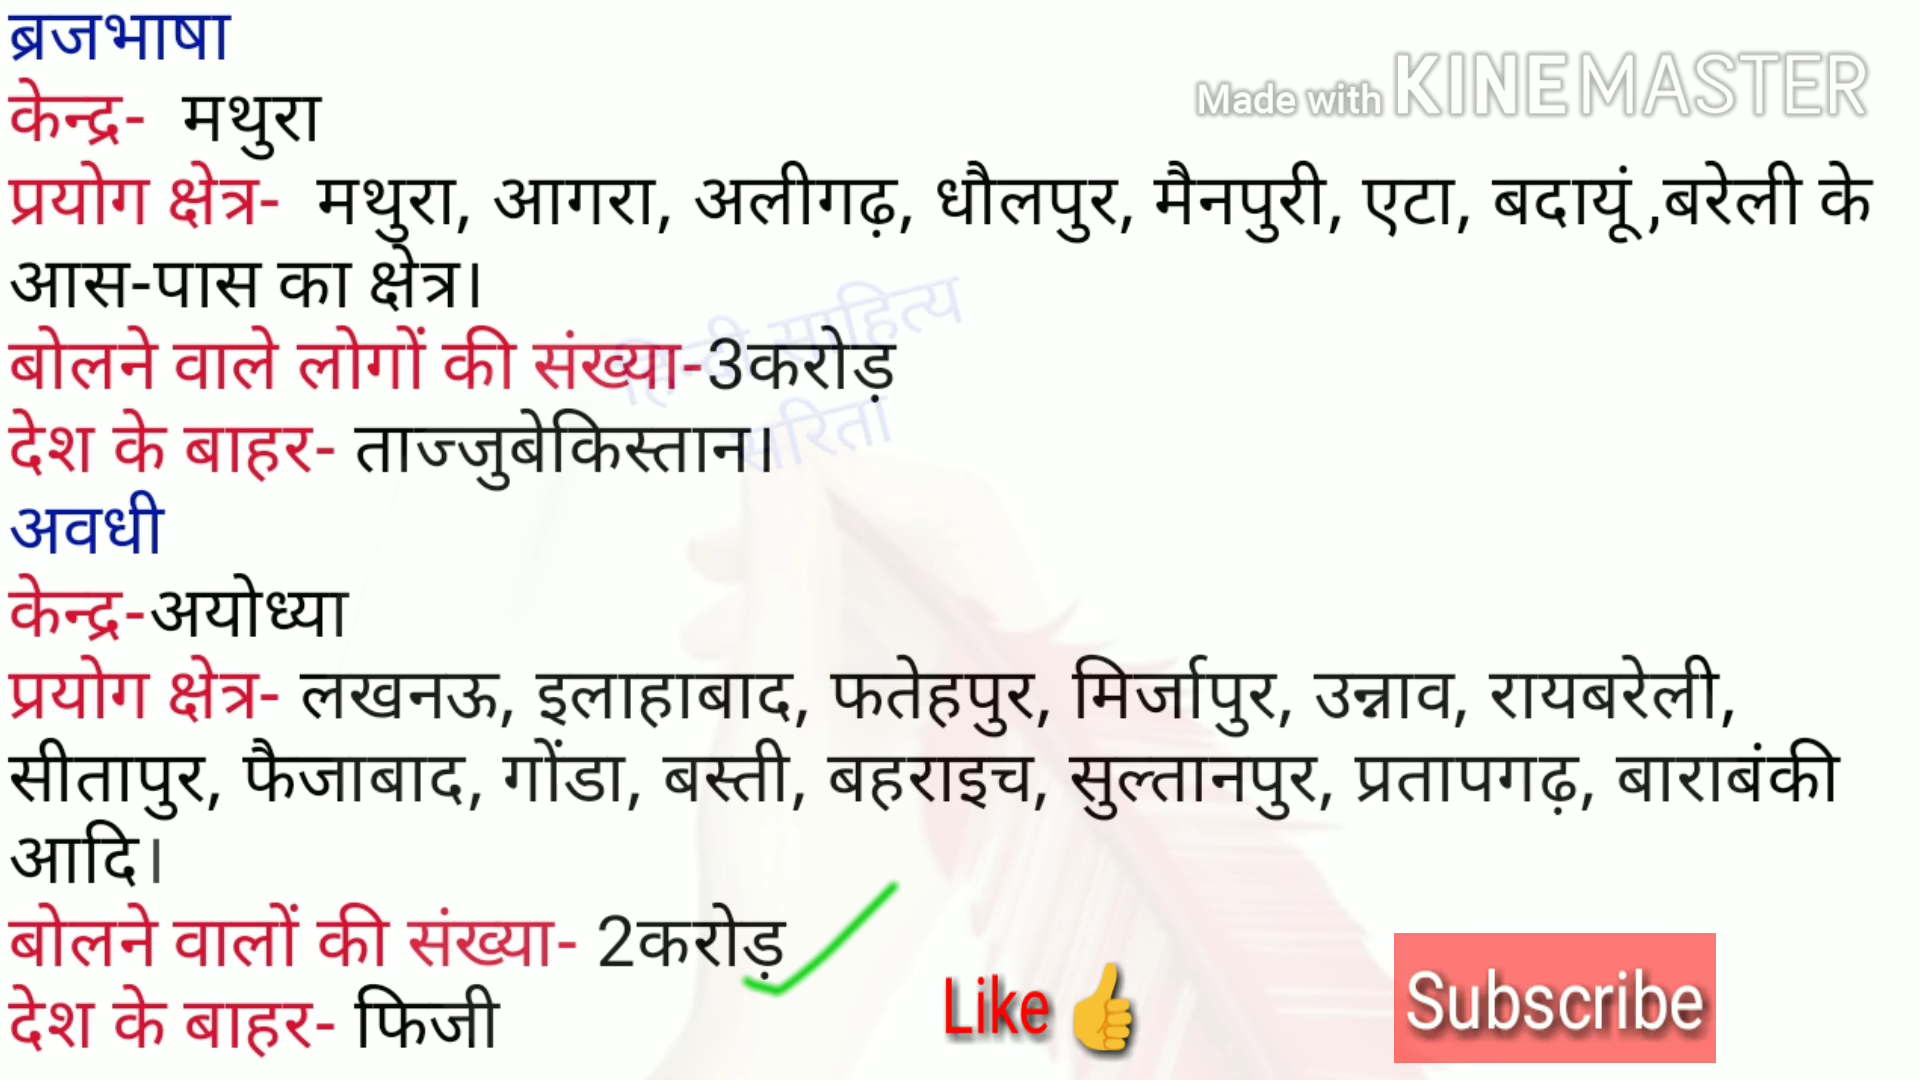 ब्रजभाषा
Made with KINEMASTER
केन्द्र- मथुरा
प्रयोग क्षेत्र- मथुरा, आगरा, अलीगढ़, धौलपुर, मैनपुरी, एटा, बदायूं ,बरेली के
आस-पास का क्षेत्र।
हिन्दी साहित्य
बोलने वाले लोगों की संख्या-3करोड़
सरिता
देश के बाहर- ताज्जुबेकिस्तान।
अवधी
केन्द्र-अयोध्या
प्रयोग क्षेत्र- लखनऊ, इलाहाबाद, फतेहपुर, मिर्जापुर, उन्नाव, रायबरेली,
सीतापुर, फैजाबाद, गोंडा, बस्ती, बहराइच, सुल्तानपुर, प्रतापगढ़, बाराबंकी
आदि।
बोलने वालों की संख्या- 2करोड़
देश के बाहर- फिजी
Like
Subscribe